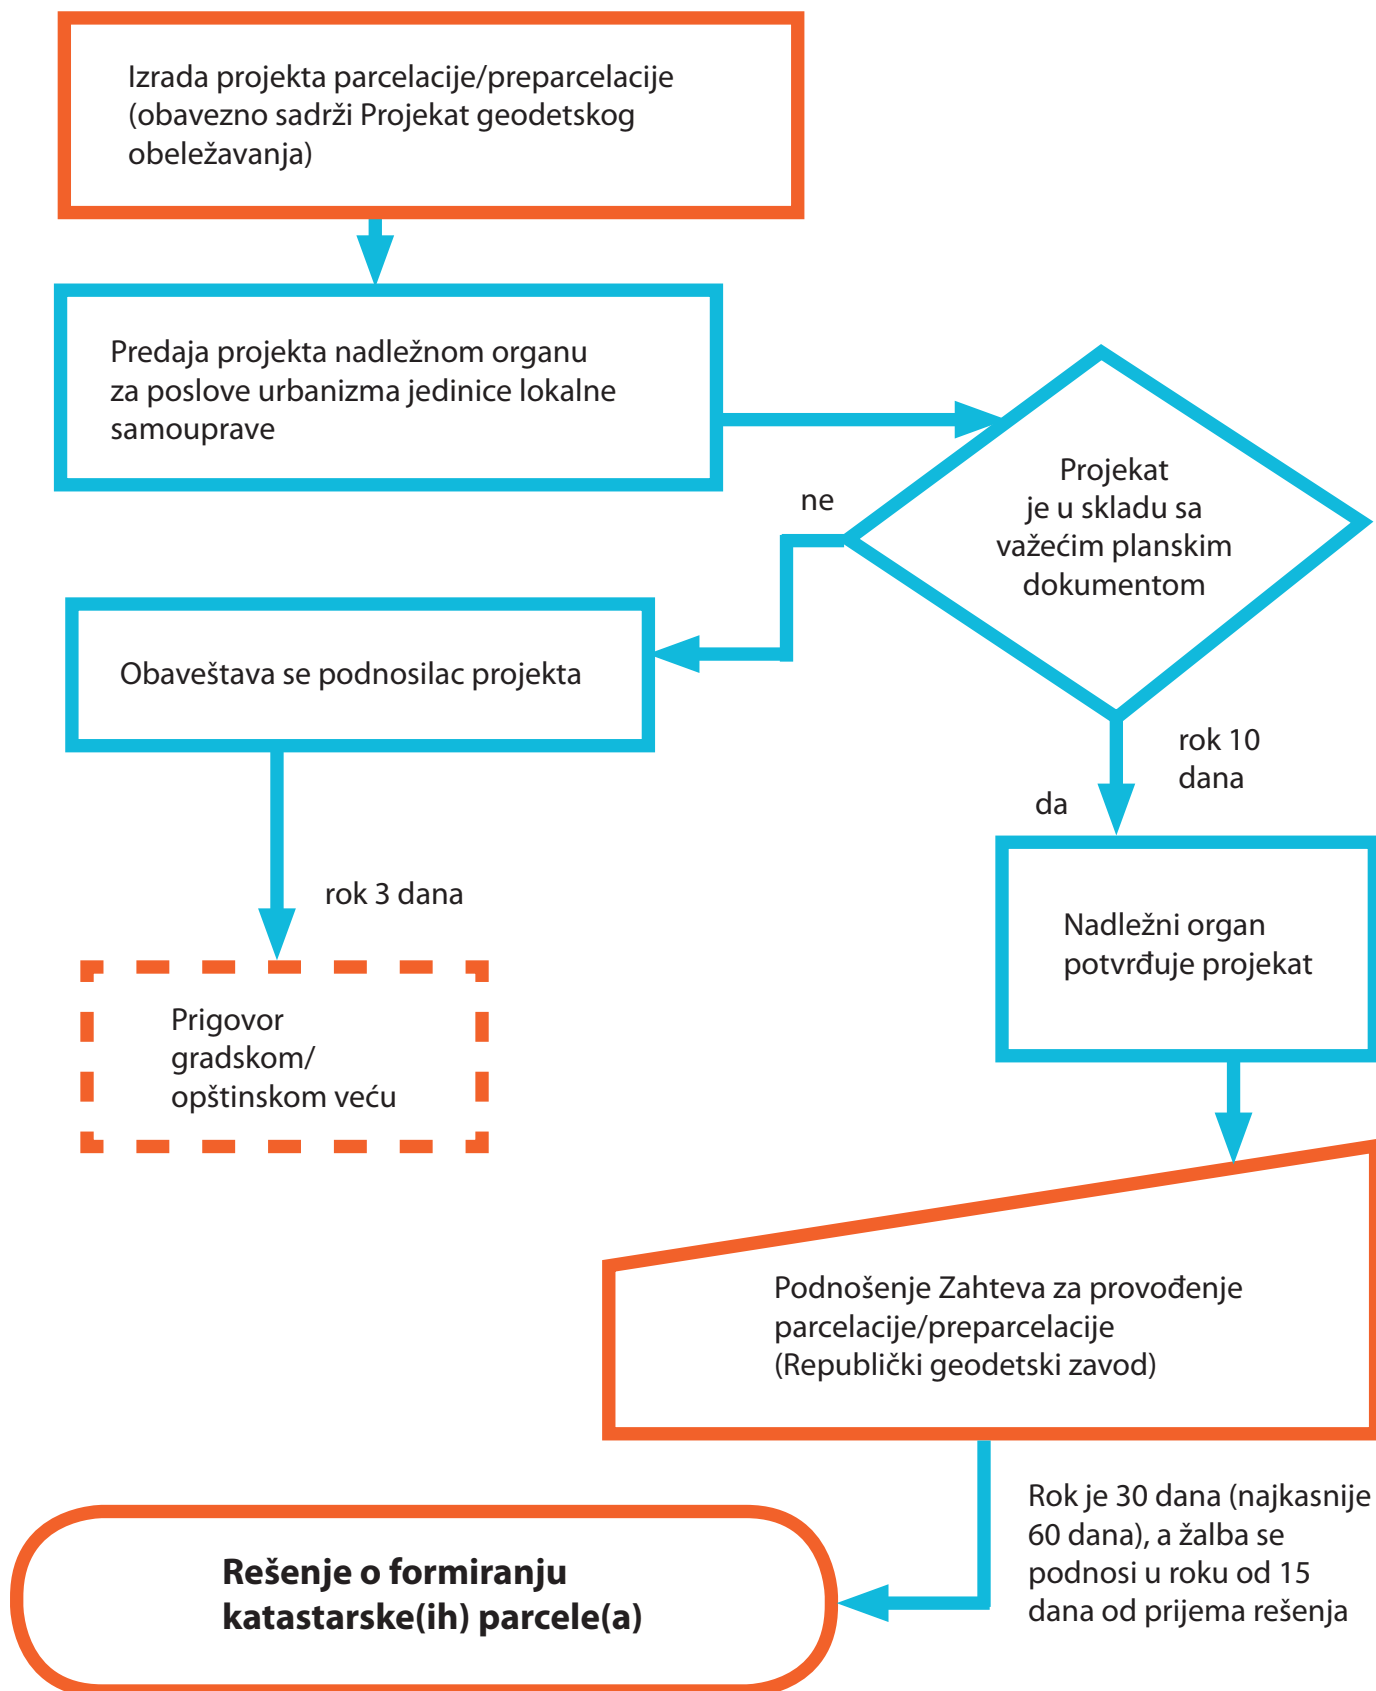 Izrada projekta parcelacije/preparcelacije
(obavezno sadrži Projekat geodetskog
obeležavanja)
Predaja projekta nadležnom organu
za poslove urbanizma jedinice lokalne
samouprave
Projekat
je u skladu sa
važećim planskim
dokumentom
ne
Obaveštava se podnosilac projekta
rok 10
dana
da
rok 3 dana
Nadležni organ
potvrđuje projekat
Prigovor
gradskom/
opštinskom veću
Podnošenje Zahteva za provođenje
parcelacije/preparcelacije
(Republički geodetski zavod)
Rok je 30 dana (najkasnije
60 dana), a žalba se
podnosi u roku od 15
dana od prijema rešenja
Rešenje o formiranju
katastarske(ih) parcele(a)